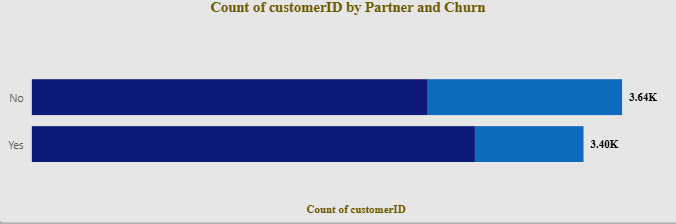 Count of customerID by Partner and Churn
No
3.64K
Yes
3.40K
Count of customerID